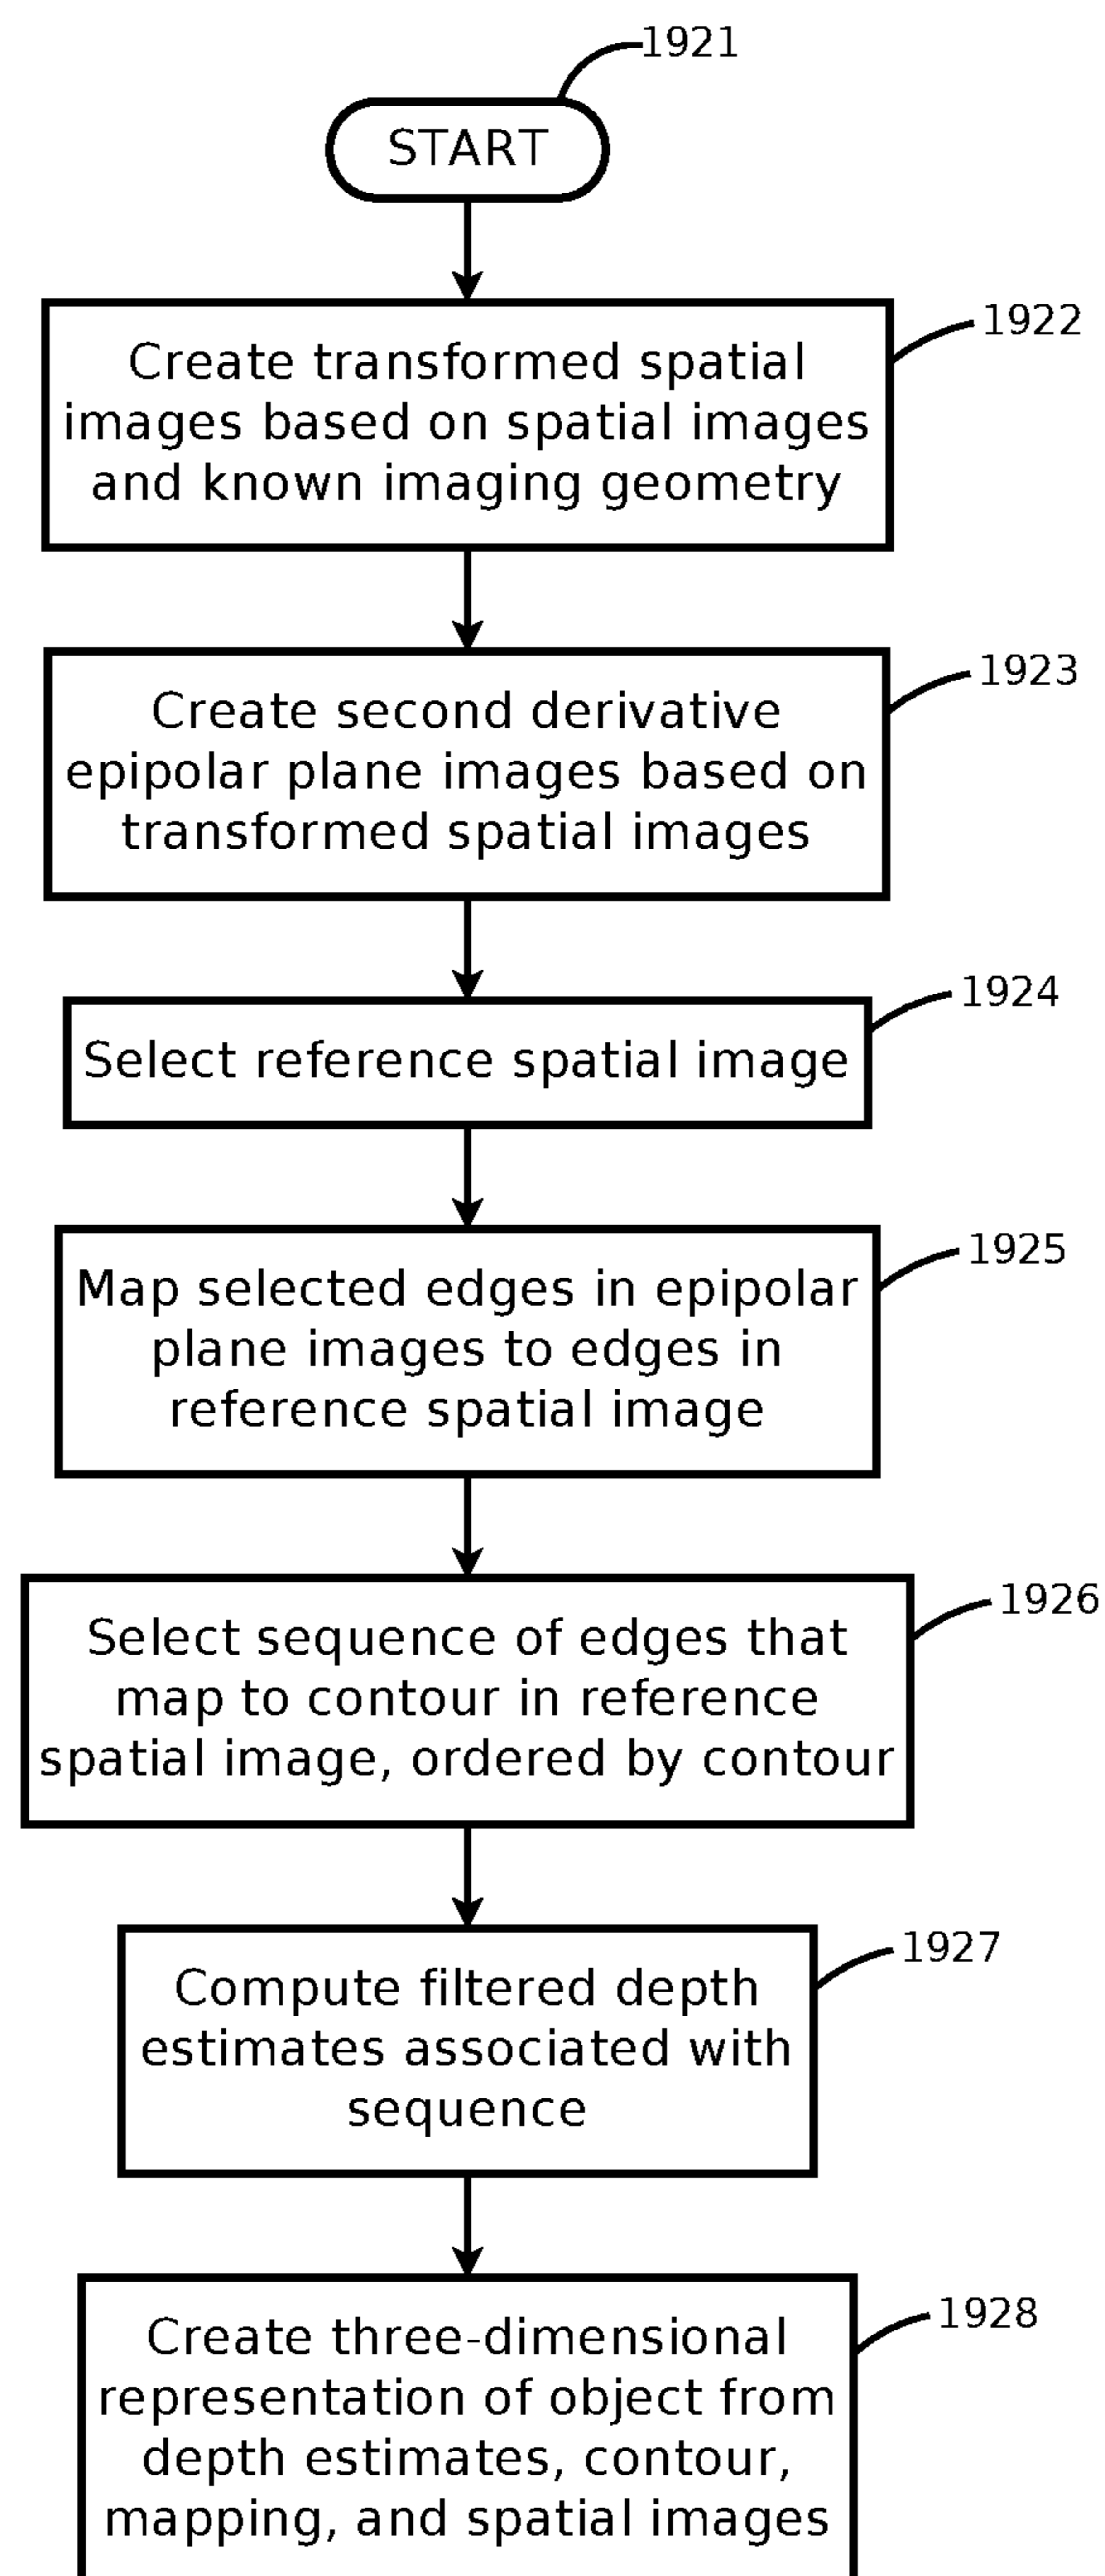 1921
START
1922
Create transformed spatial
images based on spatial images
and known imaging geometry
1923
Create second derivative
epipolar plane images based on
transformed spatial images
1924
Select reference spatial image
1925
Map selected edges in epipolar
plane images to edges in
reference spatial image
1926
Select sequence of edges that
map to contour in reference
spatial image, ordered by contour
1927
Compute filtered depth
estimates associated with
sequence
1928
Create three-dimensional
representation of object from
depth estimates, contour,
mapping, and spatial images